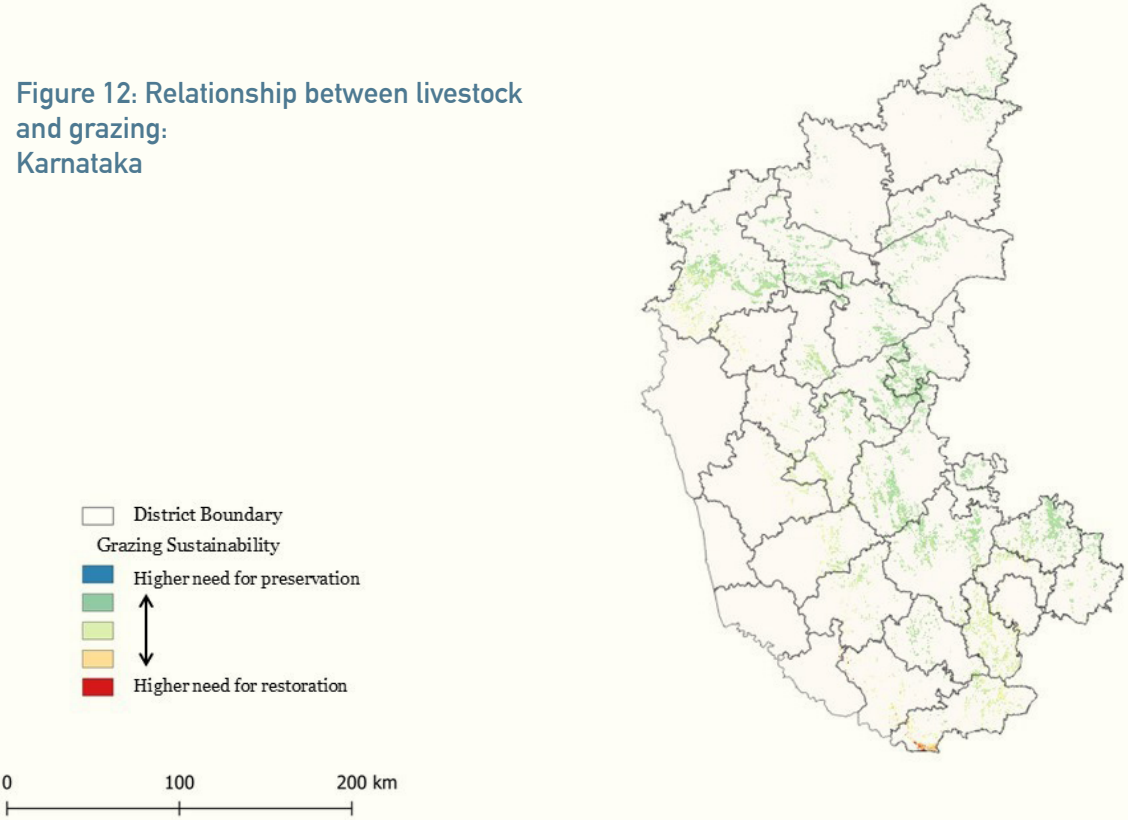 Figure 12: Relationship between livestock
and grazing:
Karnataka
District Boundary
Grazing Sustainability
Higher need for preservation
Higher need for restoration
0 100 200 km